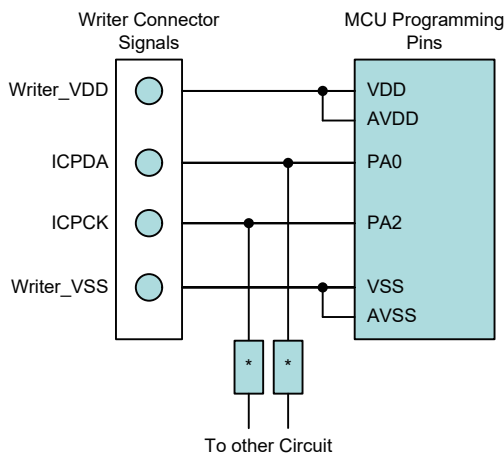 Writer Connector
Signals
MCU Programming
Pins
Writer_VDD
VDD
AVDD
ICPDA
PA0
ICPCK
PA2
Writer_VSS
VSS
AVSS
* *
To other Circuit